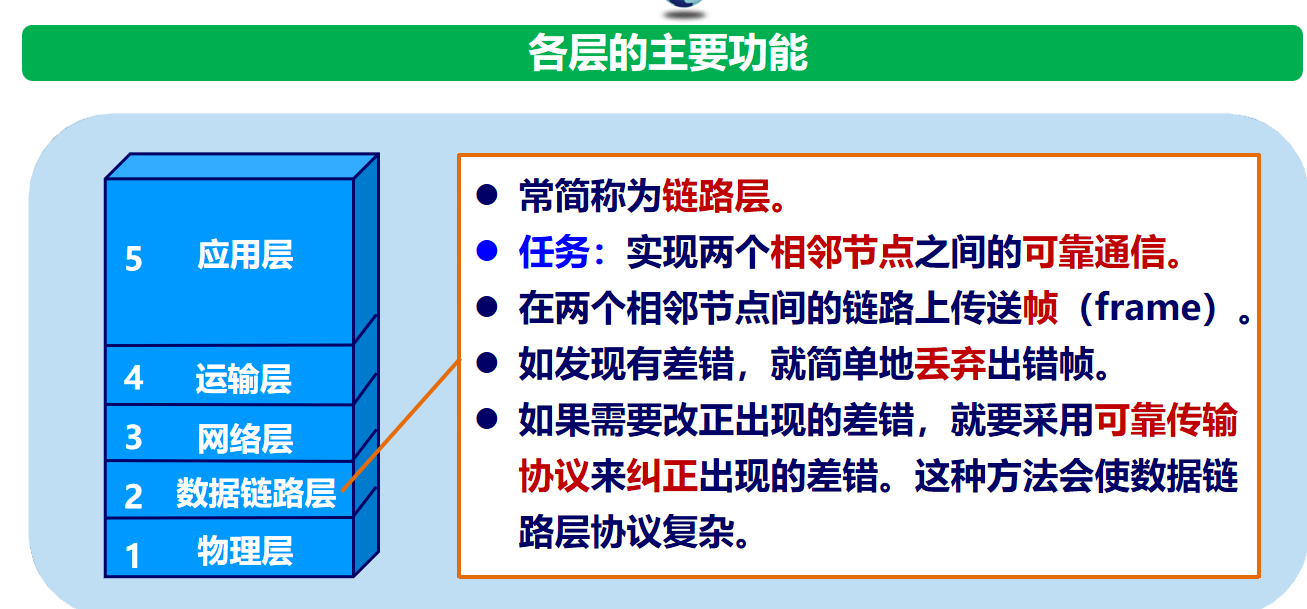 各层的主要功能
5 应用层
4 运输层
3 网络层
2 数据链路层
1 物理层
● 常简称为链路层。
● 任务：实现两个相邻节点之间的可靠通信。
● 在两个相邻节点间的链路上传送帧（frame）。
● 如发现有差错，就简单地丢弃出错帧。
● 如果需要改正出现的差错，就要采用可靠传输
协议来纠正出现的差错。这种方法会使数据链
路层协议复杂。